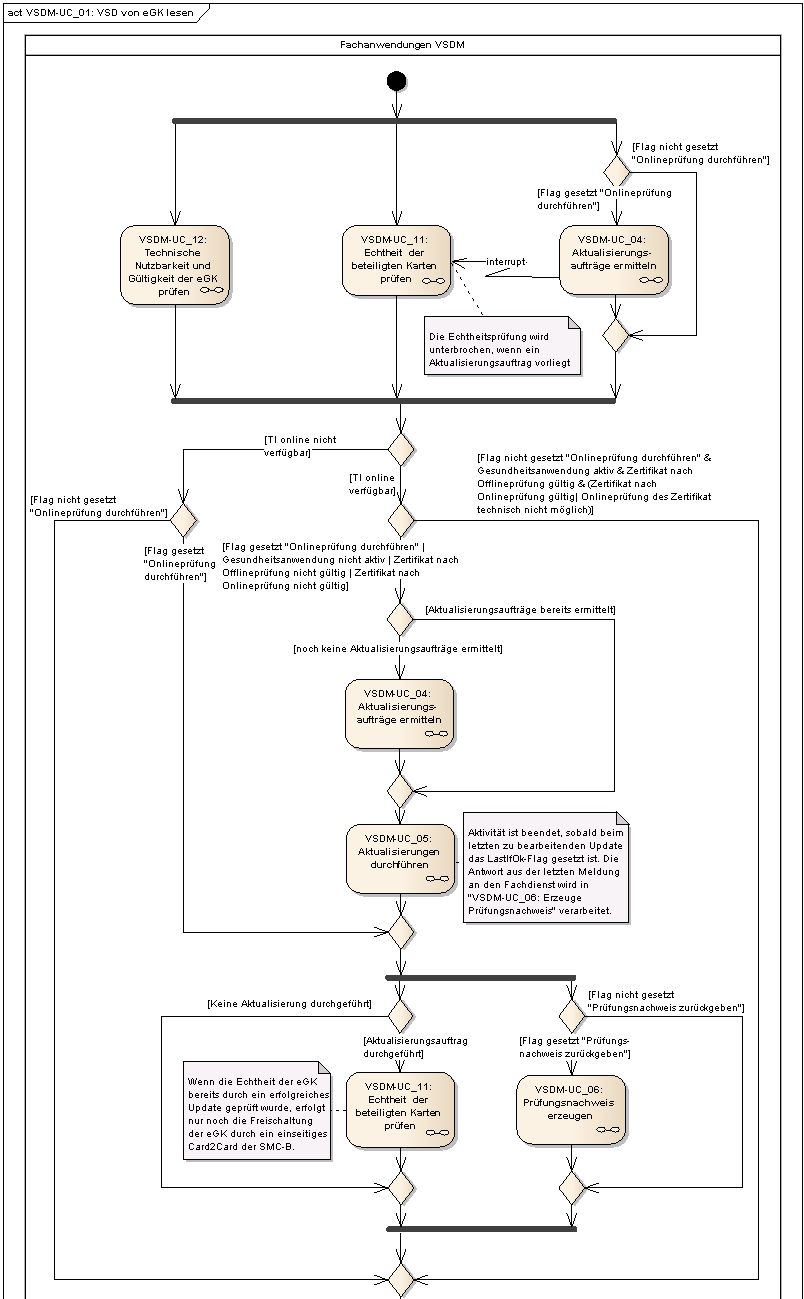 act VSDM-UC_01: VSD von eGK lesen
Fachanwendungen VSDM
[Flag nicht gesetzt
"Onlineprüfung durchführen"]
[Flag gesetzt "Onlineprüfung
durchführen"]
VSDM-UC_12:
Technische
Nutzbarkeit und
Gültigkeit der eGK
prüfen
VSDM-UC_11:
Echtheit der
beteiligten Karten
prüfen
interrupt
VSDM-UC_04:
Aktualisierungs-
aufträge ermitteln
Die Echtheitsprüfung wird
unterbrochen, wenn ein
Aktualisierungsauftrag vorliegt
[TI online nicht
verfügbar]
[TI online
verfügbar]
[Flag nicht gesetzt "Onlineprüfung durchführen" &
Gesundheitsanwendung aktiv & Zertifikat nach
Offlineprüfung gültig & (Zertifikat nach
Onlineprüfung gültig| Onlineprüfung des Zertifikat
technisch nicht möglich)]
[Flag nicht gesetzt
"Onlineprüfung durchführen"]
[Flag gesetzt
"Onlineprüfung
durchführen"]
[Flag gesetzt "Onlineprüfung durchführen" |
Gesundheitsanwendung nicht aktiv | Zertifikat nach
Offlineprüfung nicht gültig | Zertifikat nach
Onlineprüfung nicht gültig]
[Aktualisierungsaufträge bereits ermittelt]
[noch keine Aktualisierungsaufträge ermittelt]
VSDM-UC_04:
Aktualisierungs-
aufträge ermitteln
VSDM-UC_05:
Aktualisierungen
durchführen
Aktivität ist beendet, sobald beim
letzten zu bearbeitenden Update
das LastIfOk-Flag gesetzt ist. Die
Antwort aus der letzten Meldung
an den Fachdienst wird in
"VSDM-UC_06: Erzeuge
Prüfungsnachweis" verarbeitet.
[Keine Aktualisierung durchgeführt]
[Aktualisierungsauftrag
durchgeführt]
[Flag nicht gesetzt
"Prüfungsnachweis zurückgeben"]
[Flag gesetzt "Prüfungs-
nachweis zurückgeben"]
Wenn die Echtheit der eGK
bereits durch ein erfolgreiches
Update geprüft wurde, erfolgt
nur noch die Freischaltung
der eGK durch ein einseitiges
Card2Card der SMC-B.
VSDM-UC_11:
Echtheit der
beteiligten Karten
prüfen
VSDM-UC_06:
Prüfungsnachweis
erzeugen